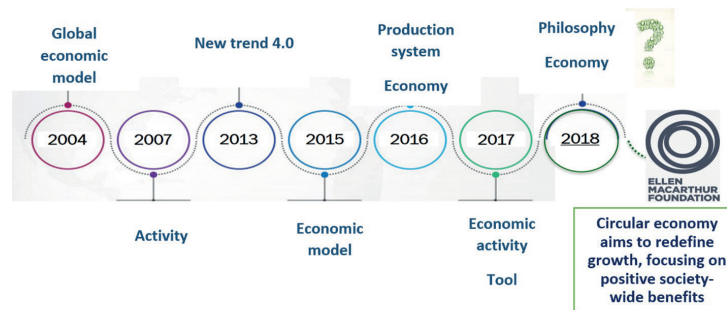 Global
economic
model
New trend 4.0
Production
system
Economy
Philosophy
Economy
2004
2007
2013
2015
2016
2017
2018
Activity
Economic
model
Economic
activity
Tool
ELLEN
MACARTHUR
FOUNDATION
Circular economy
aims to redefine
growth, focusing on
positive society-
wide benefits